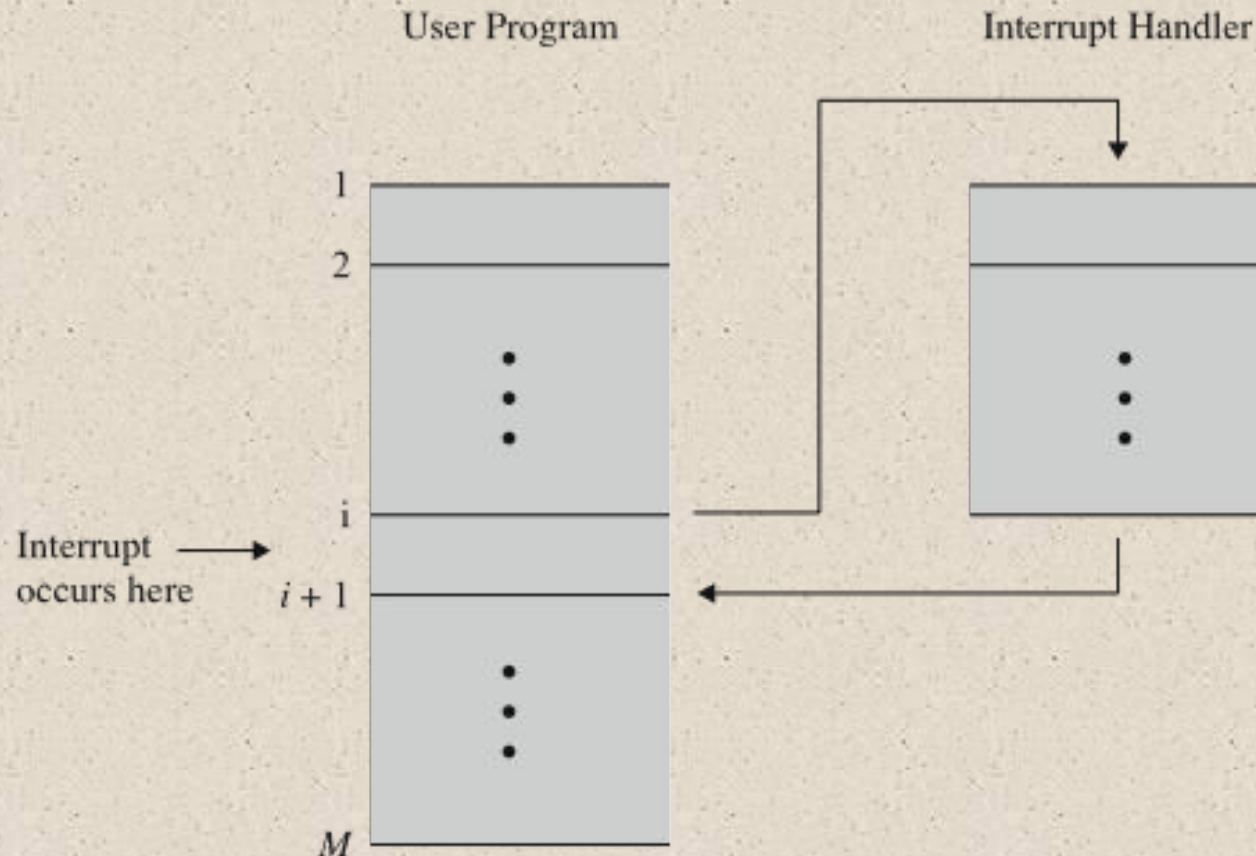 User Program
Interrupt Handler
1
2
i
Interrupt
occurs here
i + 1
M